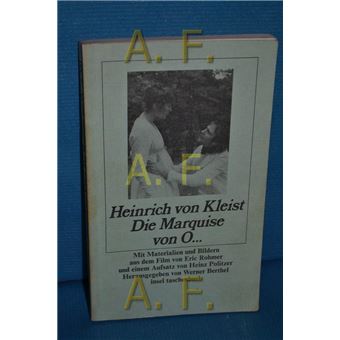 A. F.
A. F.
Heinrich von Kleist
Die Marquise
von O...
Mit Materialien und Bildern
aus dem Film von Eric Rohmer
und einem Aufsatz von Heinz Politzer
Herausgegeben von Werner Berthel
insel taschenbuch
A. F.